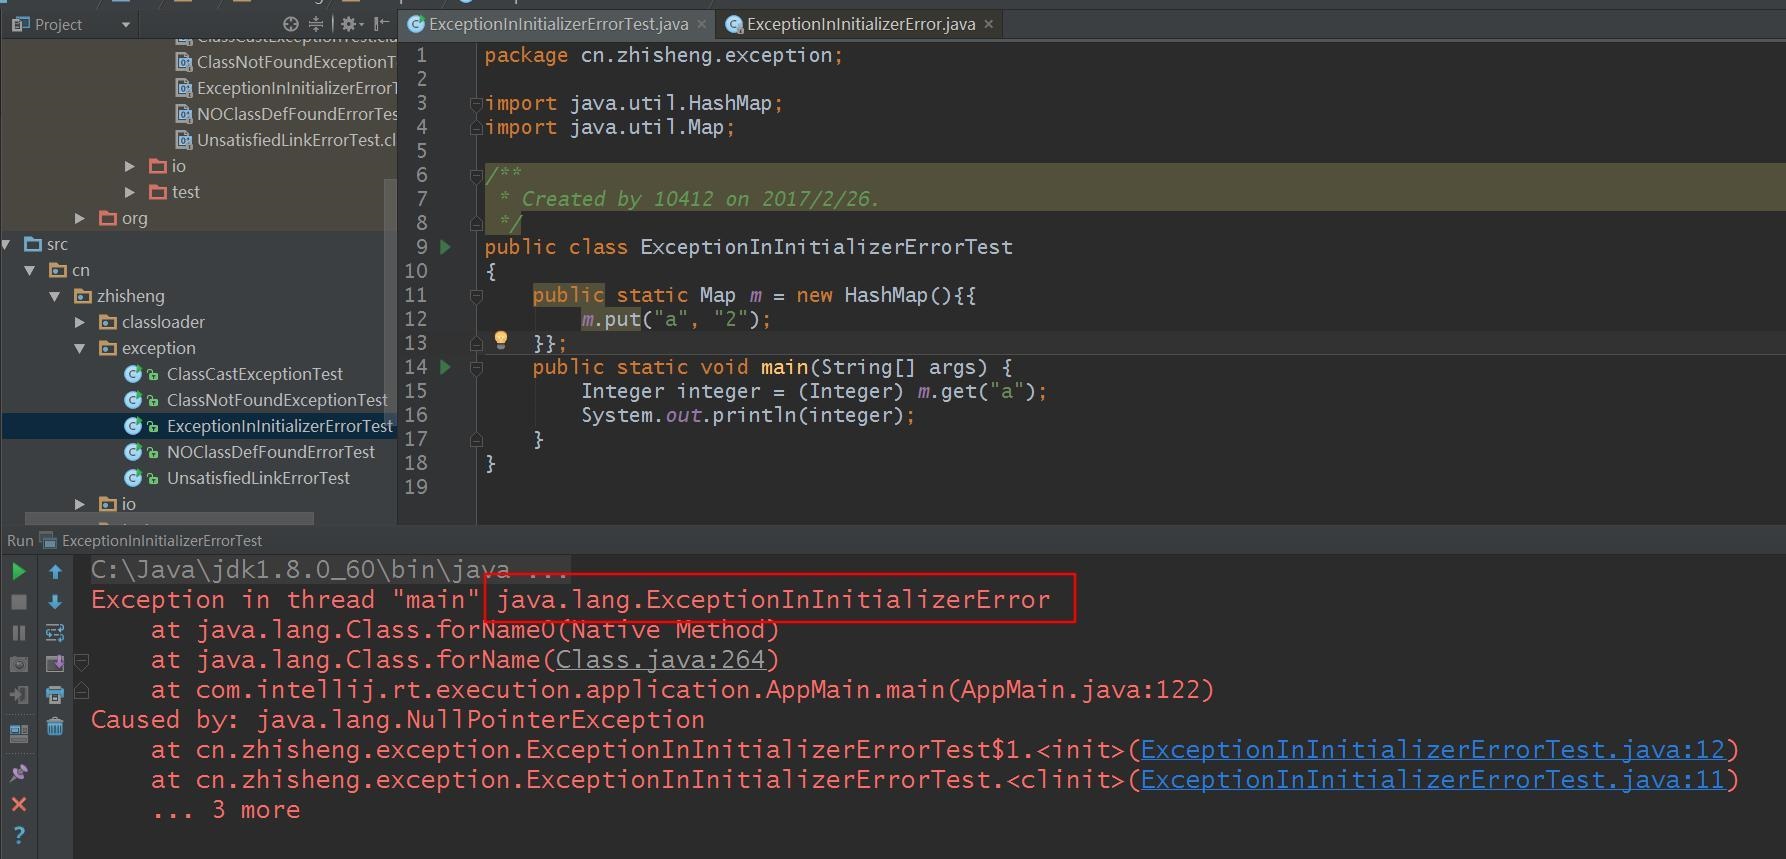 Project
ExceptionInInitializerErrorTest.java
ExceptionInInitializerError.java
ClassCastExceptionTest.cla
ClassNotFoundExceptionT
ExceptionInInitializerErrorT
NOClassDefFoundErrorTes
UnsatisfiedLinkErrorTest.cl
io
test
org
src
cn
zhisheng
classloader
exception
ClassCastExceptionTest
ClassNotFoundExceptionTest
ExceptionInInitializerErrorTest
NOClassDefFoundErrorTest
UnsatisfiedLinkErrorTest
io
1 package cn.zhisheng.exception;
2
3 import java.util.HashMap;
4 import java.util.Map;
5
6 /**
7 * Created by 10412 on 2017/2/26.
8 */
9 public class ExceptionInInitializerErrorTest
10 {
11 public static Map m = new HashMap(){{
12 m.put("a", "2");
13 }};
14 public static void main(String[] args) {
15 Integer integer = (Integer) m.get("a");
16 System.out.println(integer);
17 }
18 }
19
Run ExceptionInInitializerErrorTest
C:\Java\jdk1.8.0_60\bin\java ...
Exception in thread "main" java.lang.ExceptionInInitializerError
at java.lang.Class.forName0(Native Method)
at java.lang.Class.forName(Class.java:264)
at com.intellij.rt.execution.application.AppMain.main(AppMain.java:122)
Caused by: java.lang.NullPointerException
at cn.zhisheng.exception.ExceptionInInitializerErrorTest$1.<init>(ExceptionInInitializerErrorTest.java:12)
at cn.zhisheng.exception.ExceptionInInitializerErrorTest.<clinit>(ExceptionInInitializerErrorTest.java:11)
... 3 more